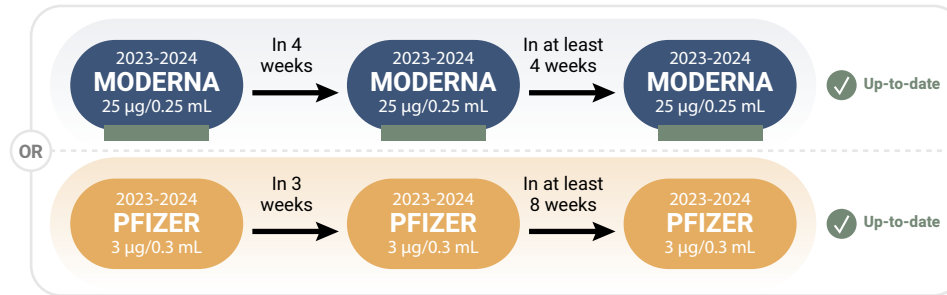 In 4
weeks
In at least
4 weeks
2023-2024
MODERNA
25 µg/0.25 mL
2023-2024
MODERNA
25 µg/0.25 mL
2023-2024
MODERNA
25 µg/0.25 mL
Up-to-date
OR
In 3
weeks
In at least
8 weeks
2023-2024
PFIZER
3 µg/0.3 mL
2023-2024
PFIZER
3 µg/0.3 mL
2023-2024
PFIZER
3 µg/0.3 mL
Up-to-date